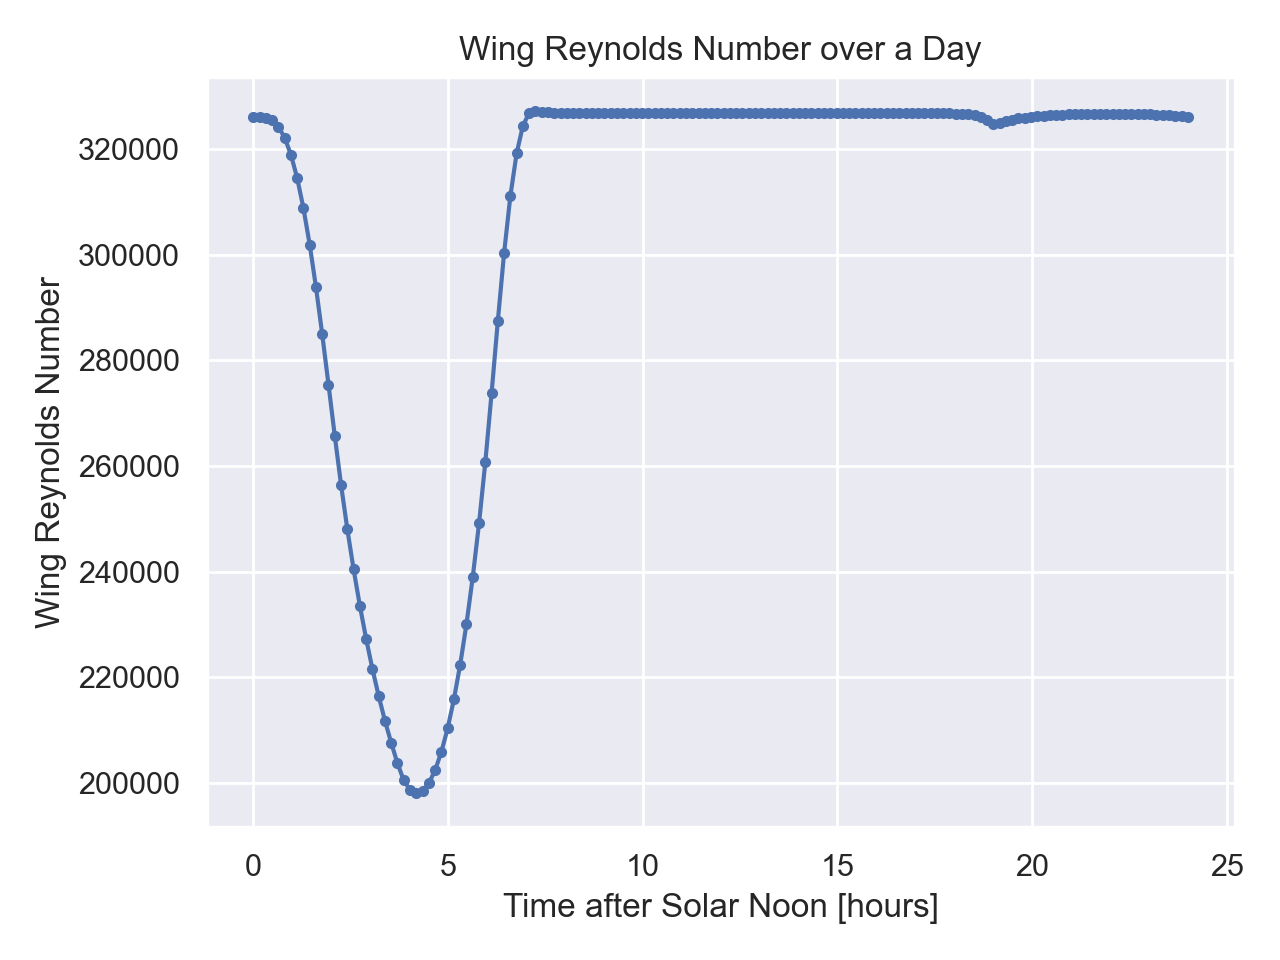 Wing Reynolds Number over a Day
Wing Reynolds Number
320000
300000
280000
260000
240000
220000
200000
0 5 10 15 20 25
Time after Solar Noon [hours]